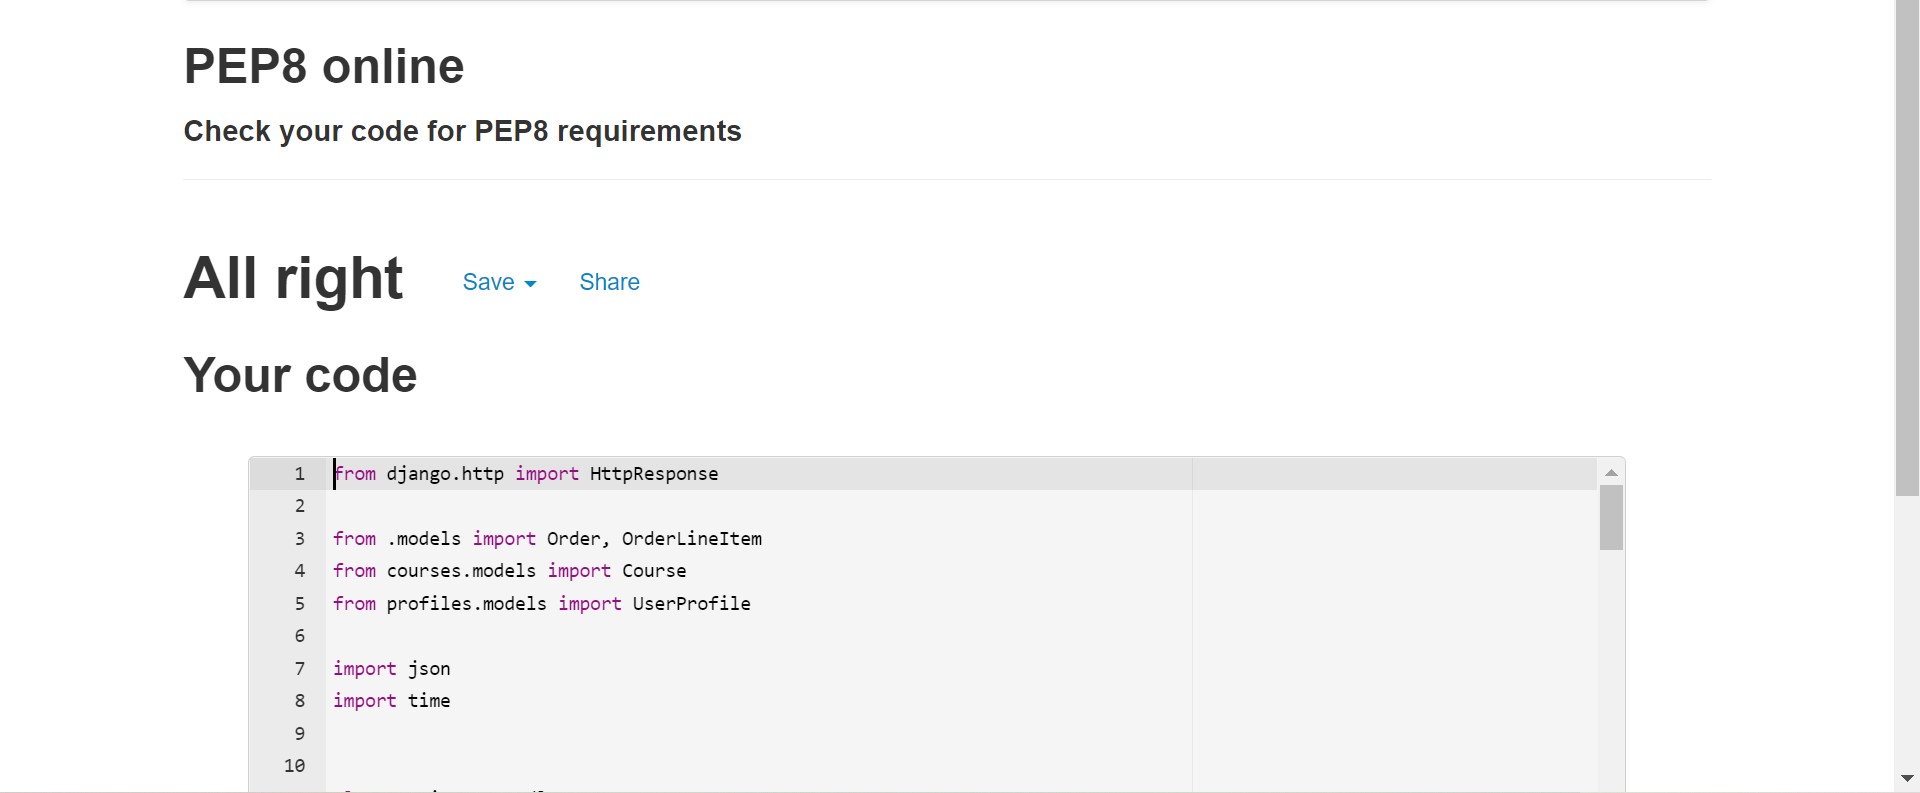 PEP8 online
Check your code for PEP8 requirements
All right Save Share
Your code
1 from django.http import HttpResponse
2
3 from .models import Order, OrderLineItem
4 from courses.models import Course
5 from profiles.models import UserProfile
6
7 import json
8 import time
9
10